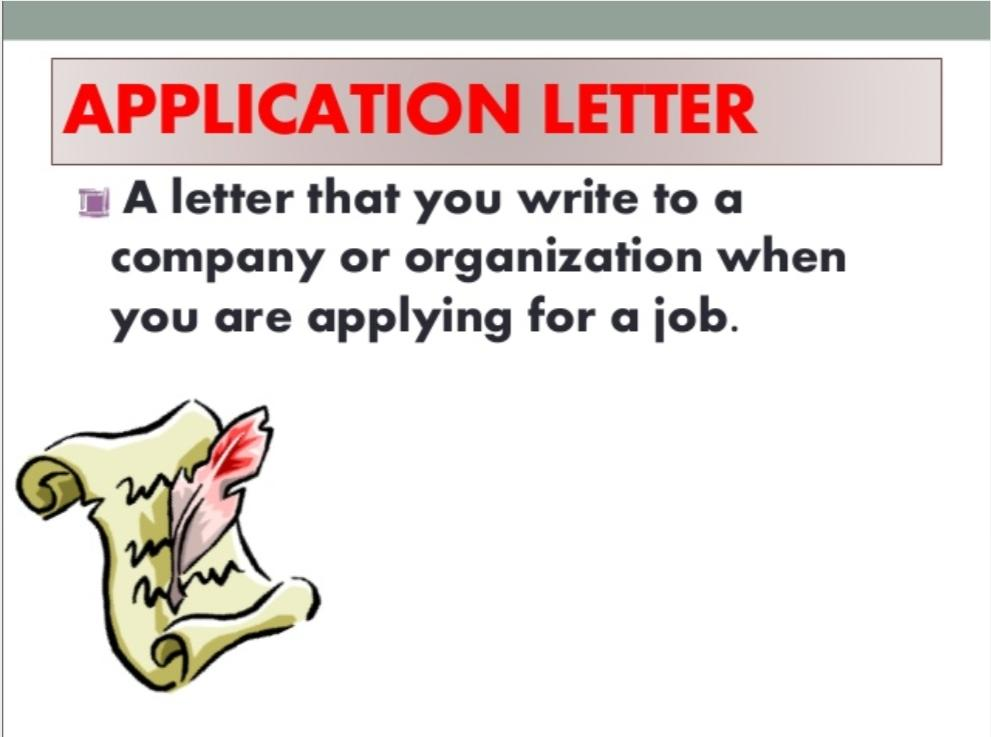 APPLICATION LETTER
A letter that you write to a
company or organization when
you are applying for a job.